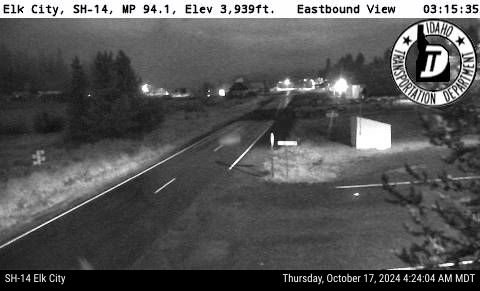 Elk City, SH-14, MP 94.1, Elev 3,939ft. Eastbound View 03:15:35
IDAHO
TRANSPORTATION DEPARTMENT
SH-14 Elk City Thursday, October 17, 2024 4:24:04 AM MDT